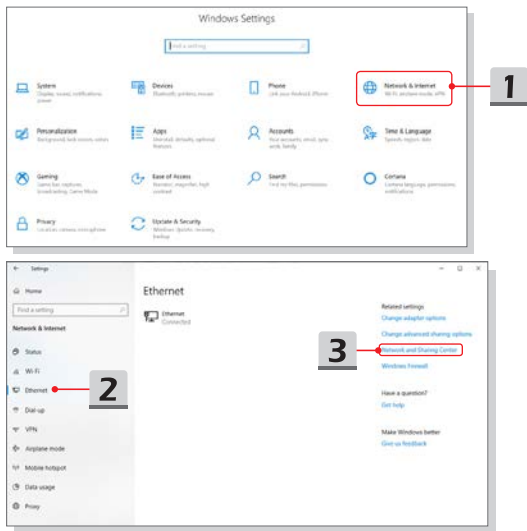 Windows Settings
Find a setting
1
System
Display, sound, notifications,
power
Devices
Bluetooth, printers, mouse
Phone
Link your Android, iPhone
Network & Internet
Wi-Fi, airplane mode, VPN
Personalization
Background, lock screen, colors
Apps
Uninstall, defaults, optional
features
Accounts
Your accounts, email, sync,
work, family
Time & Language
Speech, region, date
Gaming
Game bar, captures,
broadcasting, Game Mode
Ease of Access
Narrator, magnifier, high
contrast
Search
Find my files, permissions
Cortana
Cortana language, permissions,
notifications
Privacy
Location, camera, microphone
Update & Security
Windows Update, recovery,
backup
Settings
Home
Find a setting
Network & Internet
Status
Wi-Fi
Ethernet
2
Dial-up
VPN
Airplane mode
Mobile hotspot
Data usage
Proxy
Ethernet
Ethernet
Connected
Related settings
Change adapter options
Change advanced sharing options
3
Network and Sharing Center
Windows Firewall
Have a question?
Get help
Make Windows better
Give us feedback